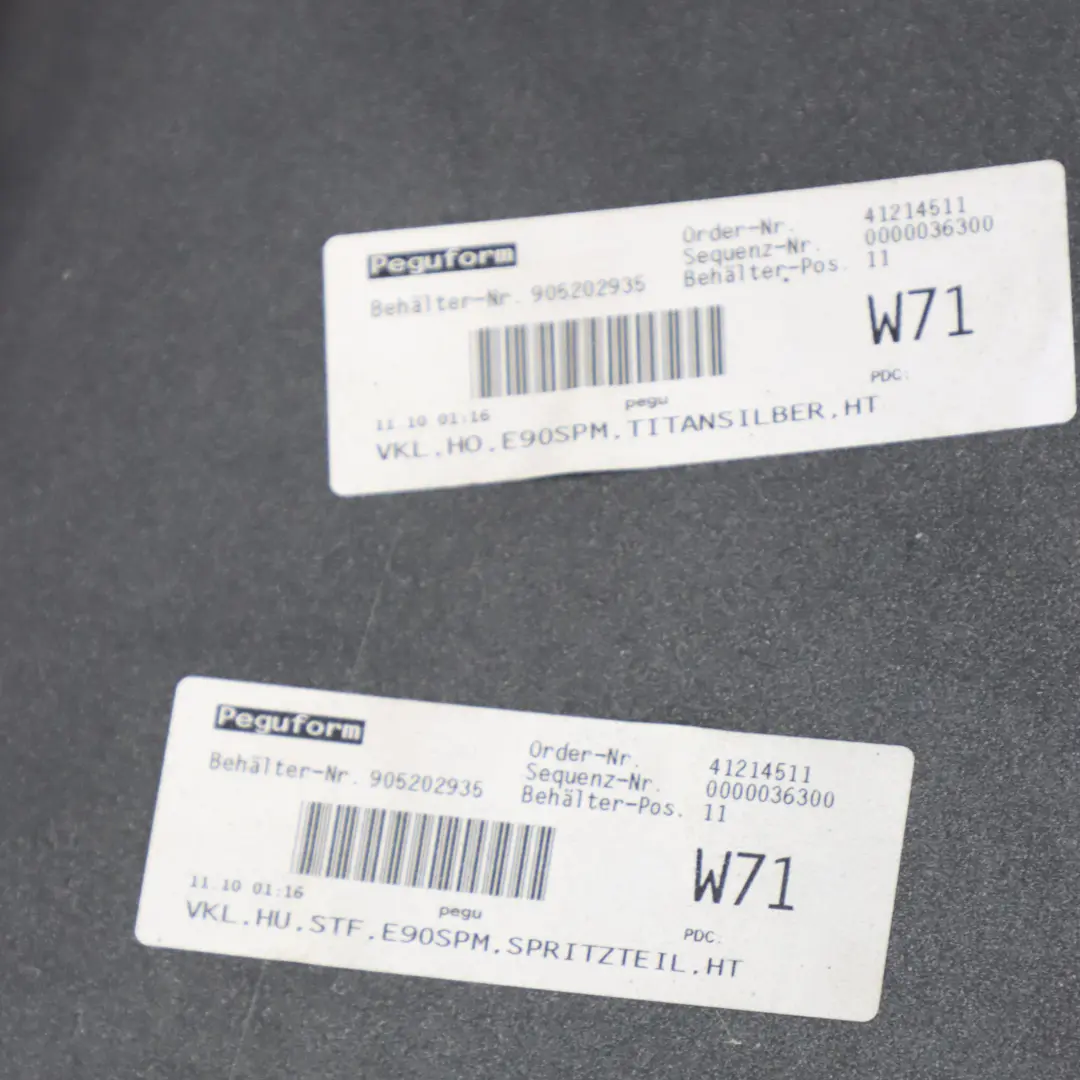 Peguform
Order-Nr. 41214511
Sequenz-Nr. 0000036300
Behälter-Nr. 905202935 Behälter-Pos. 11
W71
PDC:
11.10 01:16 pegu
VKL.HO.E90SPM.TITANSILBER.HT
Peguform
Order-Nr. 41214511
Sequenz-Nr. 0000036300
Behälter-Nr. 905202935 Behälter-Pos. 11
W71
PDC:
11.10 01:16 pegu
VKL.HU.STF.E90SPM.SPRITZTEIL.HT